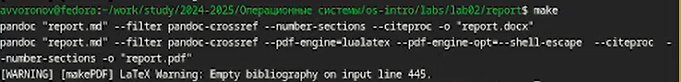 avvoronov@fedora:~/work/study/2024-2025/Операционные системы/os-intro/labs/lab02/report$ make
pandoc "report.md" --filter pandoc-crossref --number-sections --citeproc -o "report.docx"
pandoc "report.md" --filter pandoc-crossref --pdf-engine=lualatex --pdf-engine-opt=--shell-escape  --citeproc  -
-number-sections -o "report.pdf"
[WARNING] [makePDF] LaTeX Warning: Empty bibliography on input line 445.